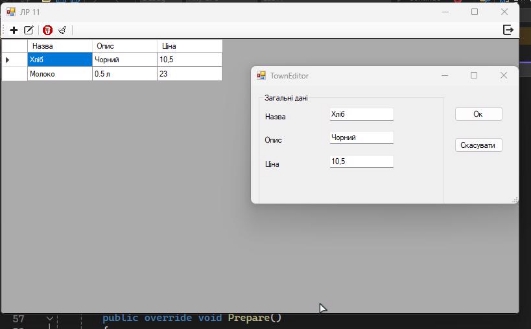 ЛР 11
Назва Опис Ціна
Хліб Чорний 10,5
Молоко 0.5 л 23
TownEditor
Загальні дані
Назва Хліб
Ок
Опис Чорний
Скасувати
Ціна 10,5
57 public override void Prepare()